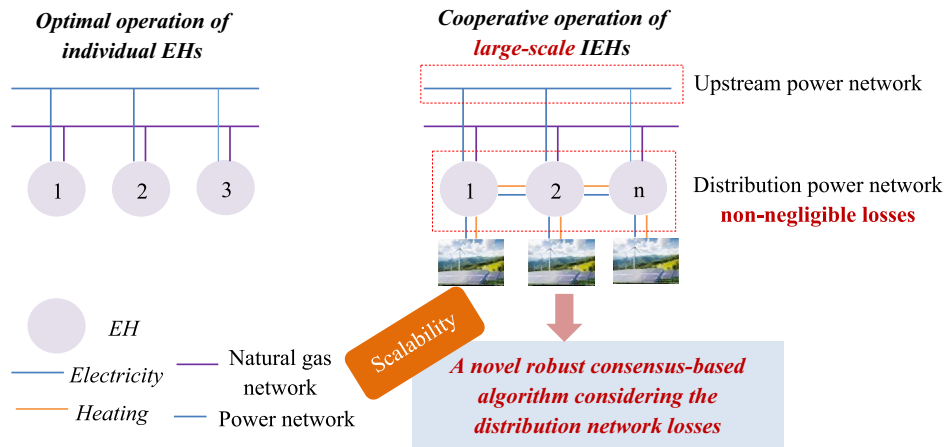 Optimal operation of
individual EHs
Cooperative operation of
large-scale IEHs
Upstream power network
1
2
3
1
2
n
Distribution power network
non-negligible losses
EH
Electricity
Natural gas
network
Heating
Power network
Scalability
A novel robust consensus-based
algorithm considering the
distribution network losses